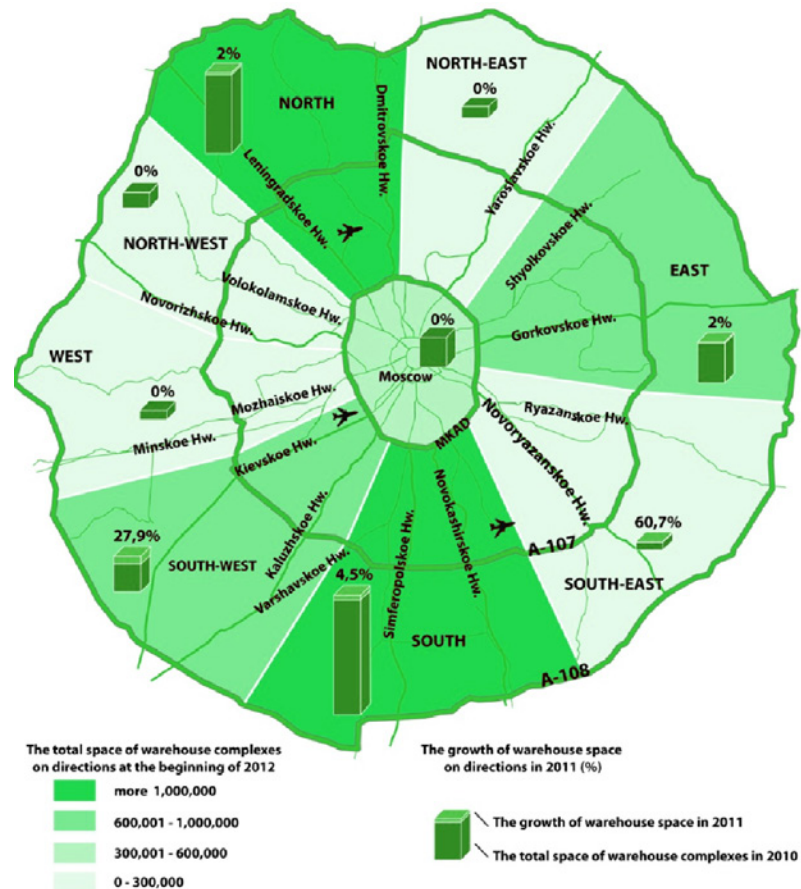 2%
NORTH
Dmitrovskoe Hw.
Leningradskoe Hw.
NORTH-EAST
0%
Yaroslavskoe Hw.
0%
NORTH-WEST
Volokolamskoe Hw.
Novorizhskoe Hw.
Shyolkovskoe Hw.
EAST
Gorkovskoe Hw.
2%
0%
Moscow
WEST
0%
Mozhaiskoe Hw.
Minskoe Hw.
Kievskoe Hw.
MKAD
Ryazanskoe Hw.
Novoryazanskoe Hw.
60,7%
SOUTH-EAST
27,9%
SOUTH-WEST
Kaluzhskoe Hw.
Varshavskoe Hw.
4,5%
Simferopolskoe Hw.
Novokashirskoe Hw.
SOUTH
A-107
A-108
The total space of warehouse complexes
on directions at the beginning of 2012
more 1,000,000
600,001 - 1,000,000
300,001 - 600,000
0 - 300,000
The growth of warehouse space
on directions in 2011 (%)
The growth of warehouse space in 2011
The total space of warehouse complexes in 2010